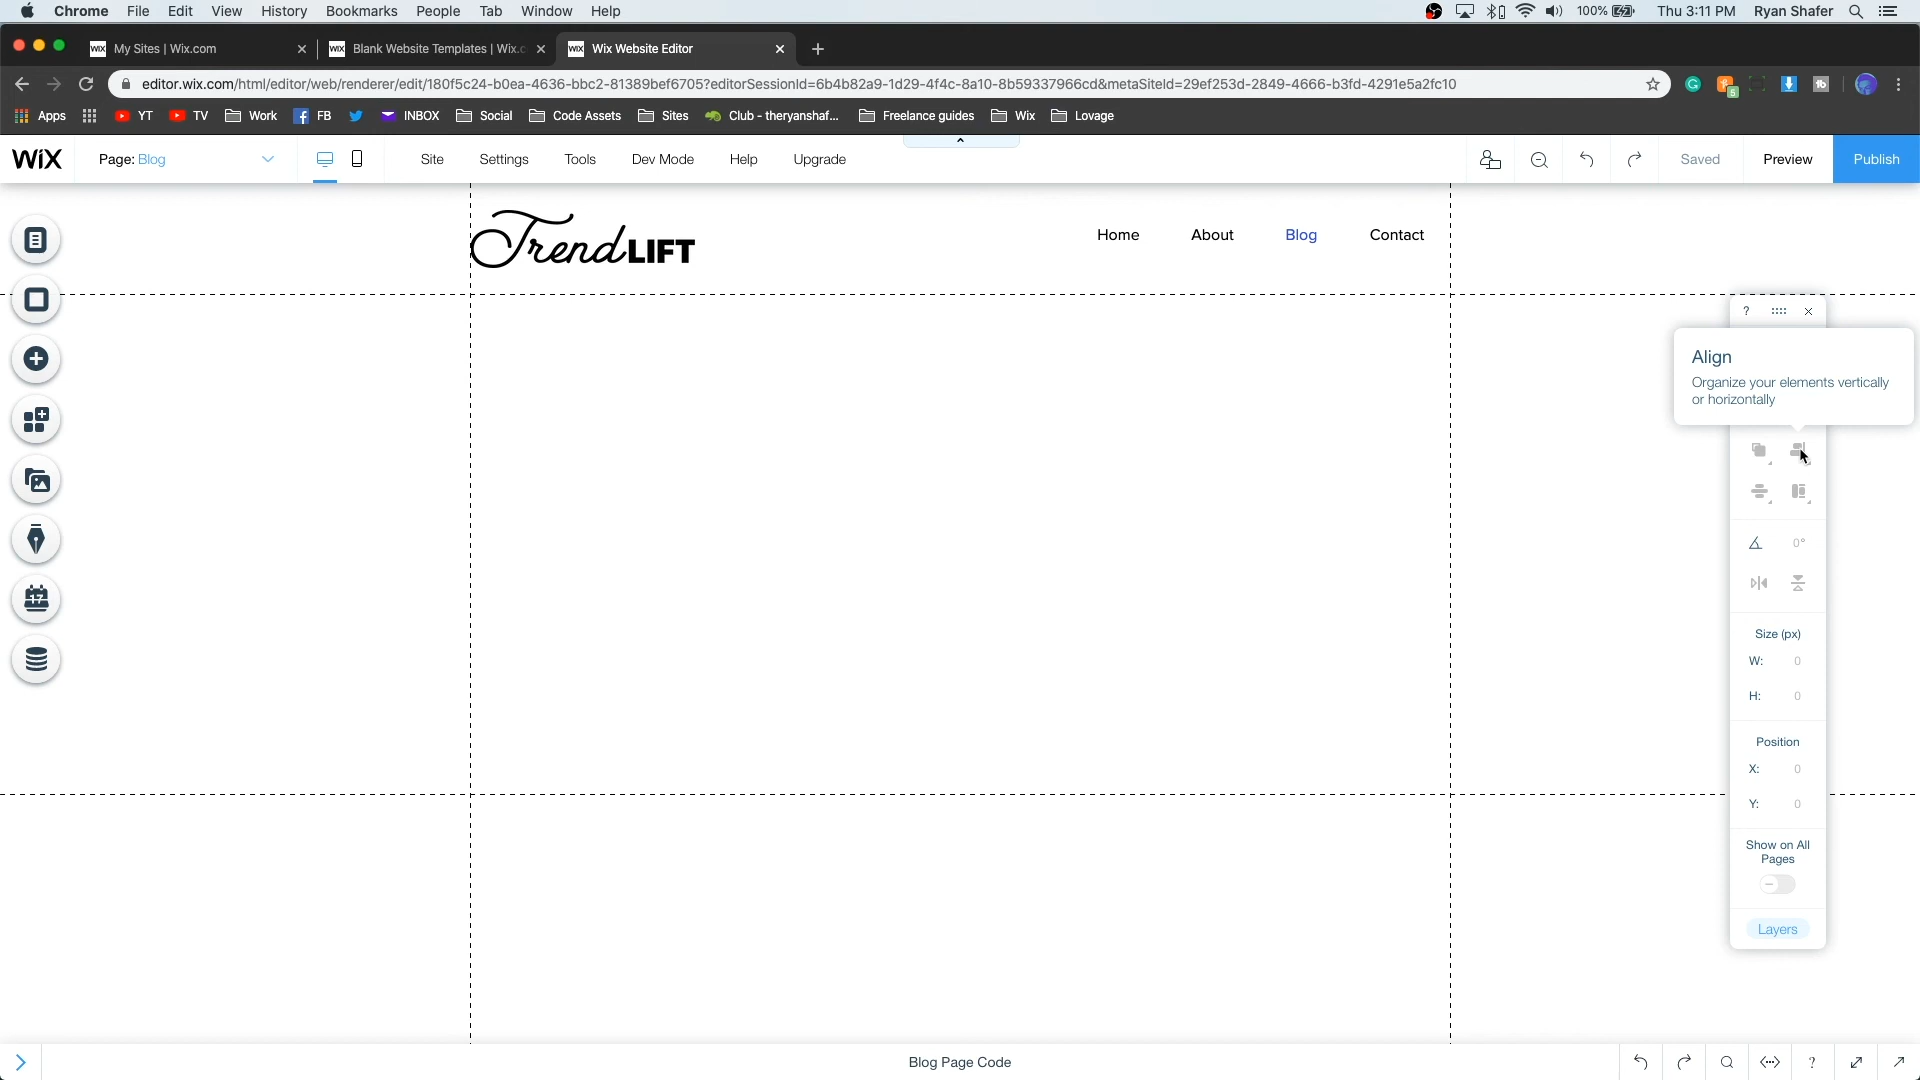 Chrome File Edit View History Bookmarks People Tab Window Help 100% Thu 3:11 PM Ryan Shafer
WIX My Sites | Wix.com WIX Blank Website Templates | Wix.c WIX Wix Website Editor
editor.wix.com/html/editor/web/renderer/edit/180f5c24-b0ea-4636-bbc2-81389bef6705?editorSessionId=6b4b82a9-1d29-4f4c-8a10-8b59337966cd&metaSiteId=29ef253d-2849-4666-b3fd-4291e5a2fc10
Apps YT TV Work FB INBOX Social Code Assets Sites Club - theryanshaf... Freelance guides Wix Lovage
WiX Page: Blog Site Settings Tools Dev Mode Help Upgrade Saved Preview Publish
TrendLIFT Home About Blog Contact
?
Align
Organize your elements vertically
or horizontally
0°
Size (px)
W: 0
H: 0
Position
X: 0
Y: 0
Show on All
Pages
Layers
17
Blog Page Code ?